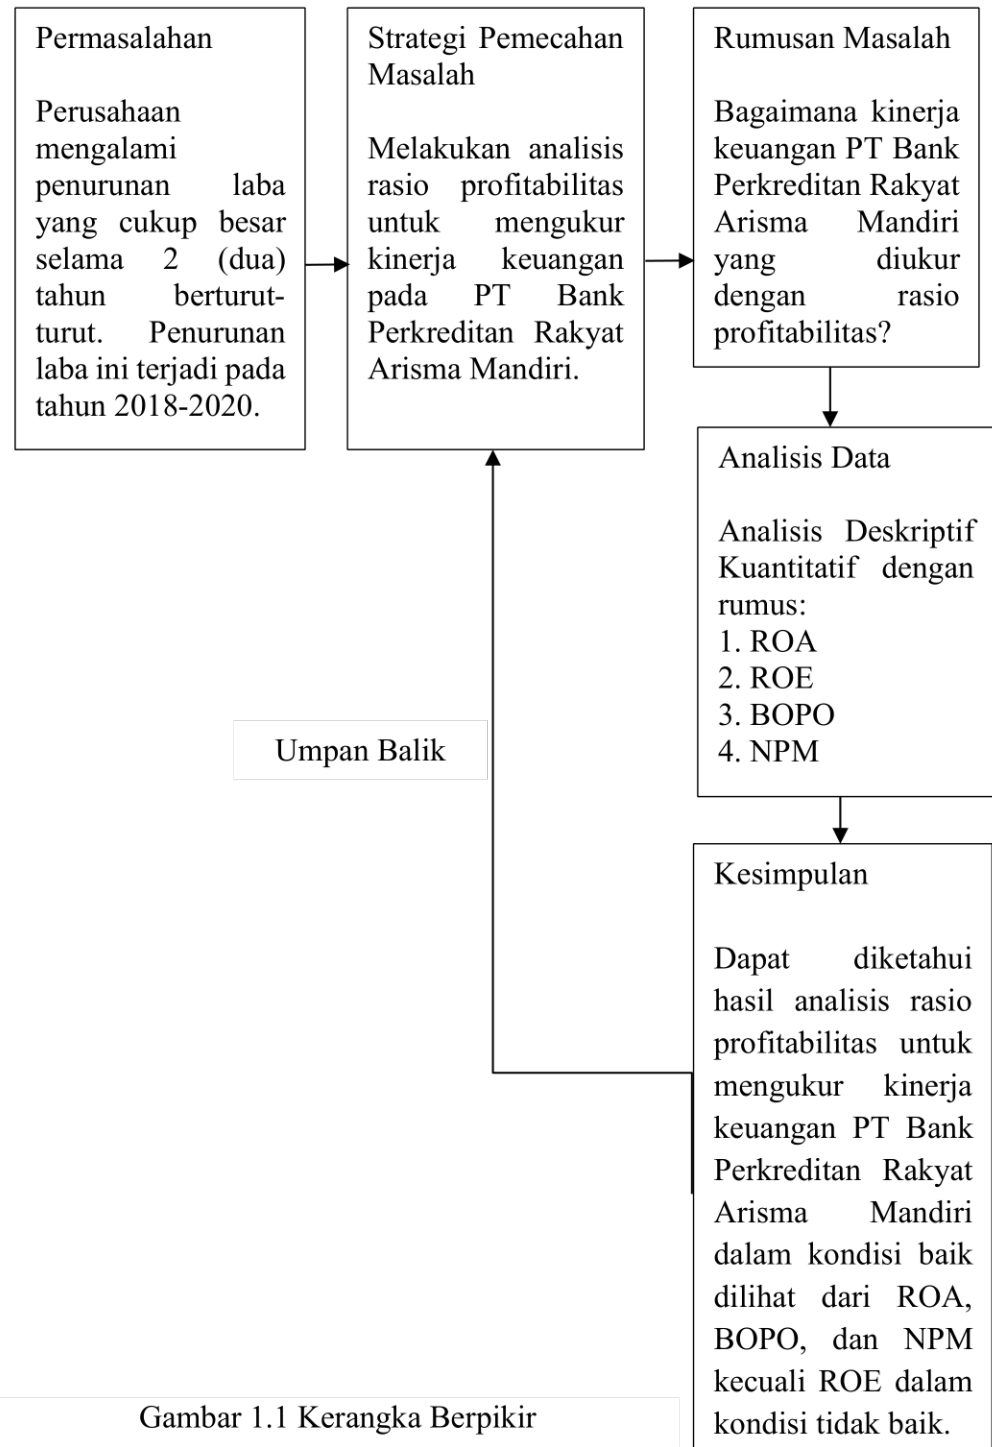 Permasalahan
Perusahaan
mengalami
penurunan laba
yang cukup besar
selama 2 (dua)
tahun berturut-
turut. Penurunan
laba ini terjadi pada
tahun 2018-2020.
Strategi Pemecahan
Masalah
Melakukan analisis
rasio profitabilitas
untuk mengukur
kinerja keuangan
pada PT Bank
Perkreditan Rakyat
Arisma Mandiri.
Rumusan Masalah
Bagaimana kinerja
keuangan PT Bank
Perkreditan Rakyat
Arisma Mandiri
yang diukur
dengan rasio
profitabilitas?
Analisis Data
Analisis Deskriptif
Kuantitatif dengan
rumus:
1. ROA
2. ROE
3. BOPO
4. NPM
Umpan Balik
Kesimpulan
Dapat diketahui
hasil analisis rasio
profitabilitas untuk
mengukur kinerja
keuangan PT Bank
Perkreditan Rakyat
Arisma Mandiri
dalam kondisi baik
dilihat dari ROA,
BOPO, dan NPM
kecuali ROE dalam
kondisi tidak baik.
Gambar 1.1 Kerangka Berpikir